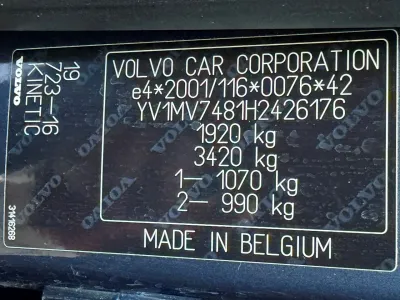 VOLVO CAR CORPORATION
e4*2001/116*0076*42
YV1MV7481H2426176
1920 kg
3420 kg
1– 1070 kg
2– 990 kg
MADE IN BELGIUM
VOLVO
19
723-16
KINETIC
31416268